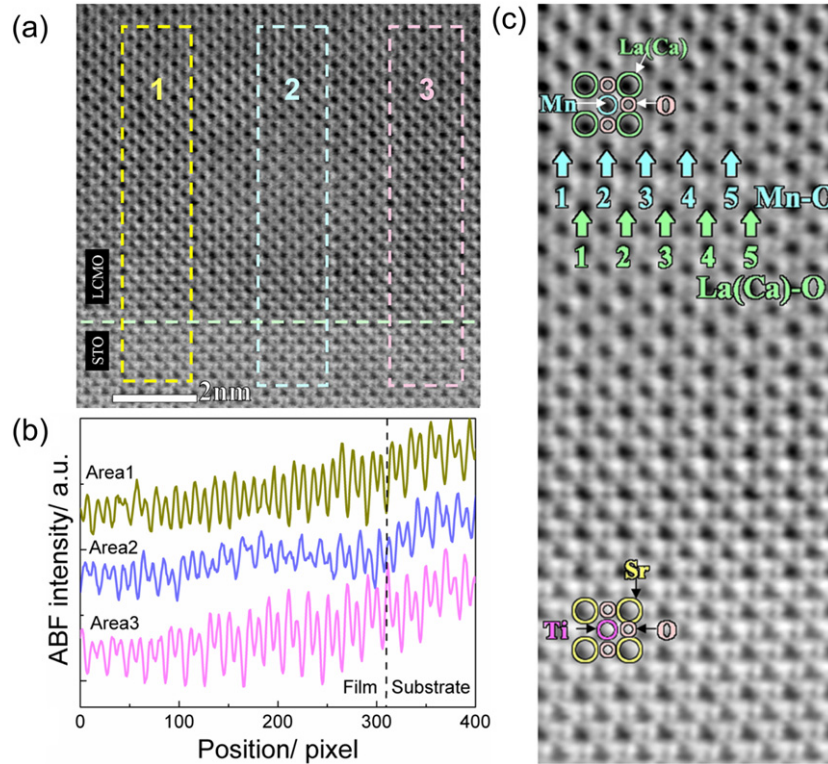 (a)
1
2
3
LCMO
STO
2nm
(b)
ABF intensity/ a.u.
Area1
Area2
Area3
Film
Substrate
0
100
200
300
400
Position/ pixel
(c)
La(Ca)
Mn
O
1
2
3
4
5
Mn-O
1
2
3
4
5
La(Ca)-O
Sr
Ti
O